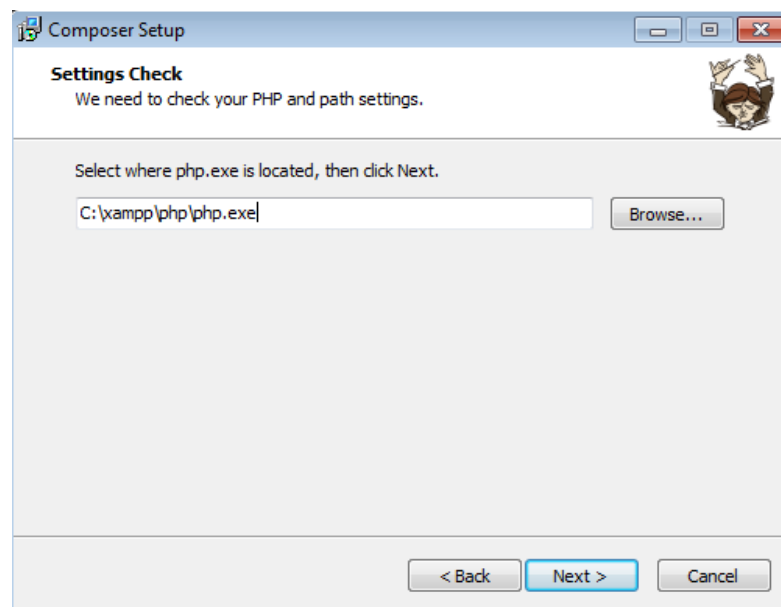 Composer Setup
Settings Check
We need to check your PHP and path settings.
Select where php.exe is located, then click Next.
C:\xampp\php\php.exe
Browse...
< Back
Next >
Cancel